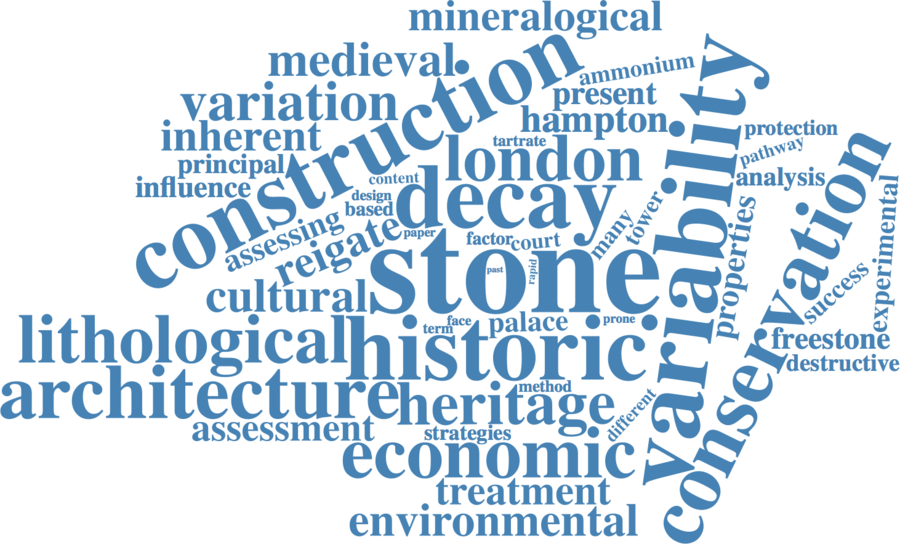 mineralogical
medieval
construction
ammonium
variation
present
hampton
variability
inherent
tartrate
protection
london
pathway
principal
content
analysis
influence
design
decay
conservation
based
assessing
reigate
paper
factor
court
many
tower
properties
experimental
stone
past
rapid
cultural
success
lithological
term
face
palace
prone
historic
freestone
destructive
architecture
heritage
method
different
assessment
strategies
economic
treatment
environmental